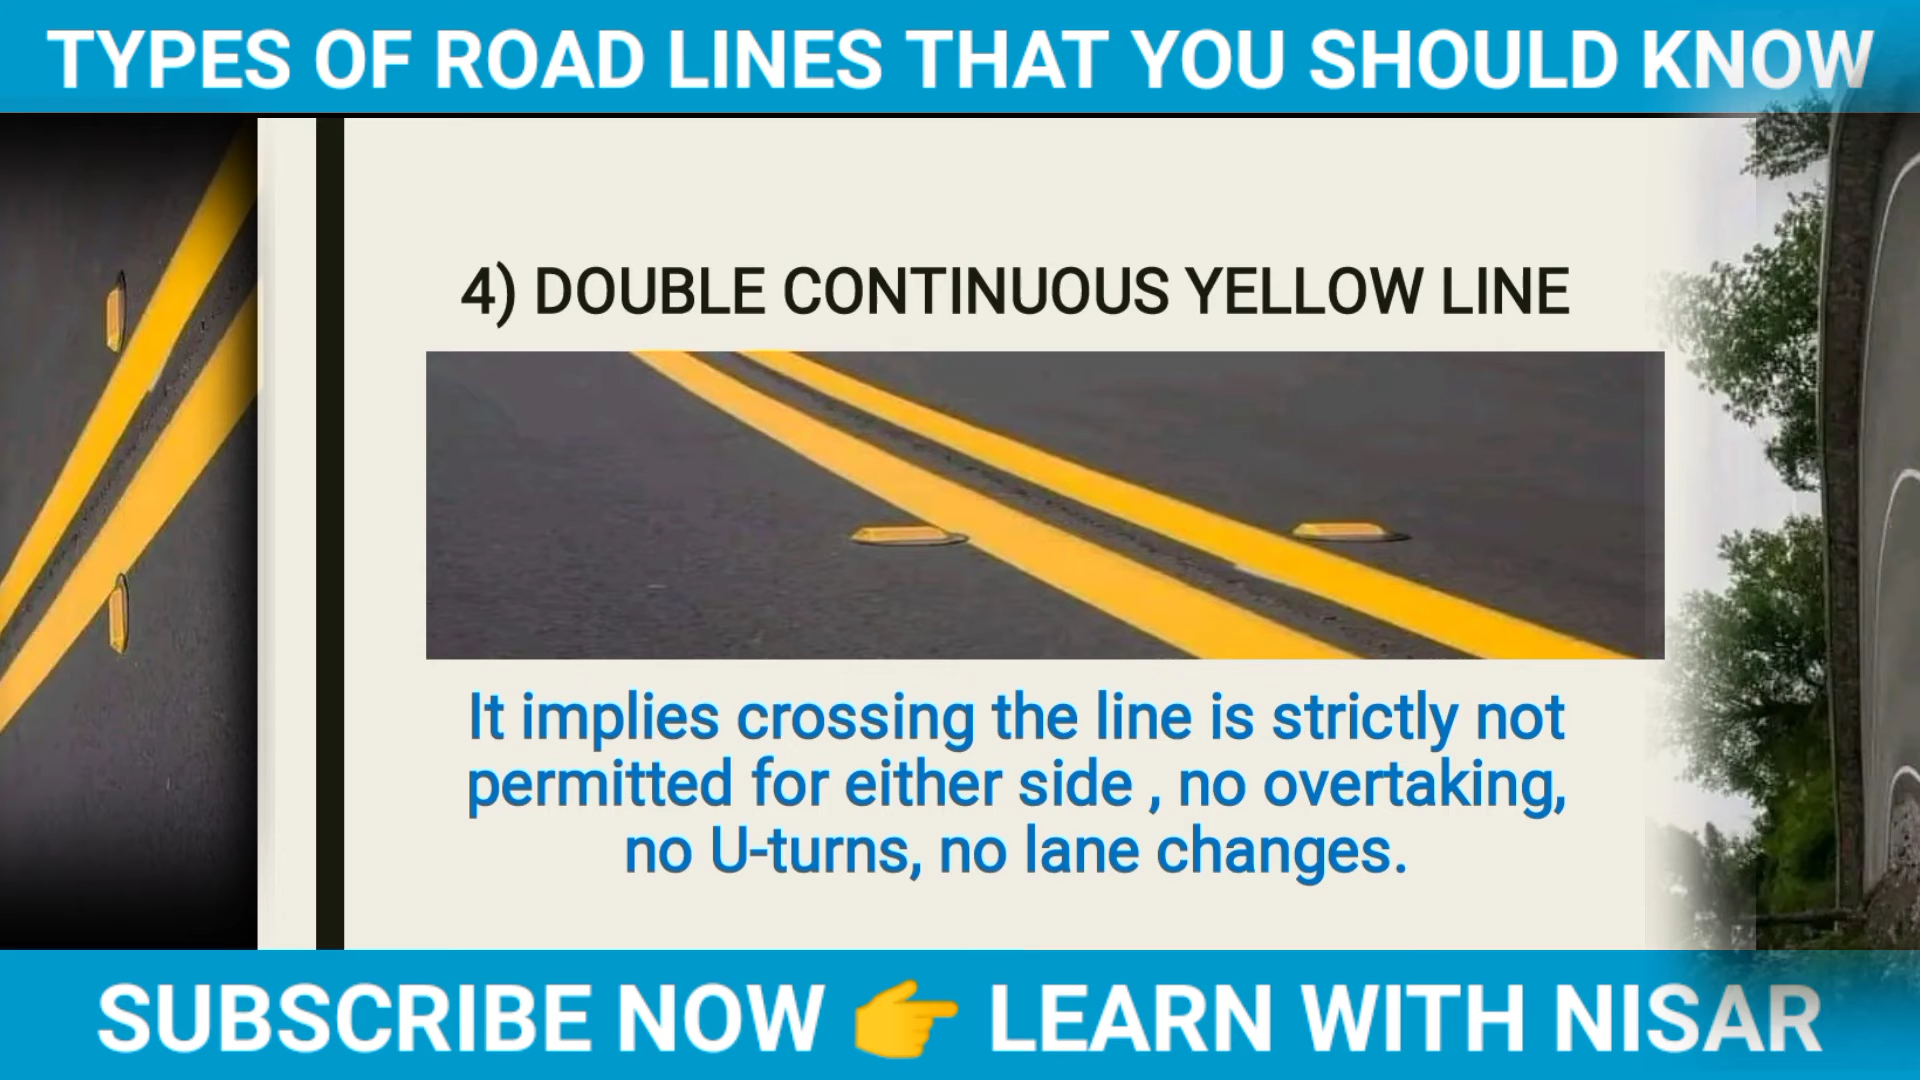 TYPES OF ROAD LINES THAT YOU SHOULD KNOW
4) DOUBLE CONTINUOUS YELLOW LINE
It implies crossing the line is strictly not
permitted for either side , no overtaking,
no U-turns, no lane changes.
SUBSCRIBE NOW 👉 LEARN WITH NISAR